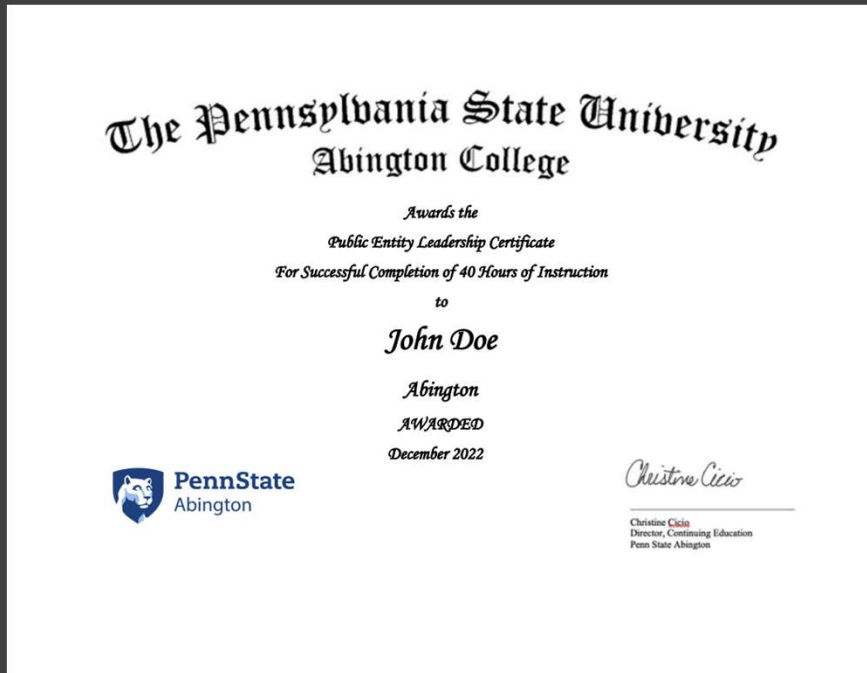 The Pennsylvania State University
Abington College
Awards the
Public Entity Leadership Certificate
For Successful Completion of 40 Hours of Instruction
to
John Doe
Abington
AWARDED
December 2022
PennState
Abington
Christine Cicio
Christine Cicio
Director, Continuing Education
Penn State Abington